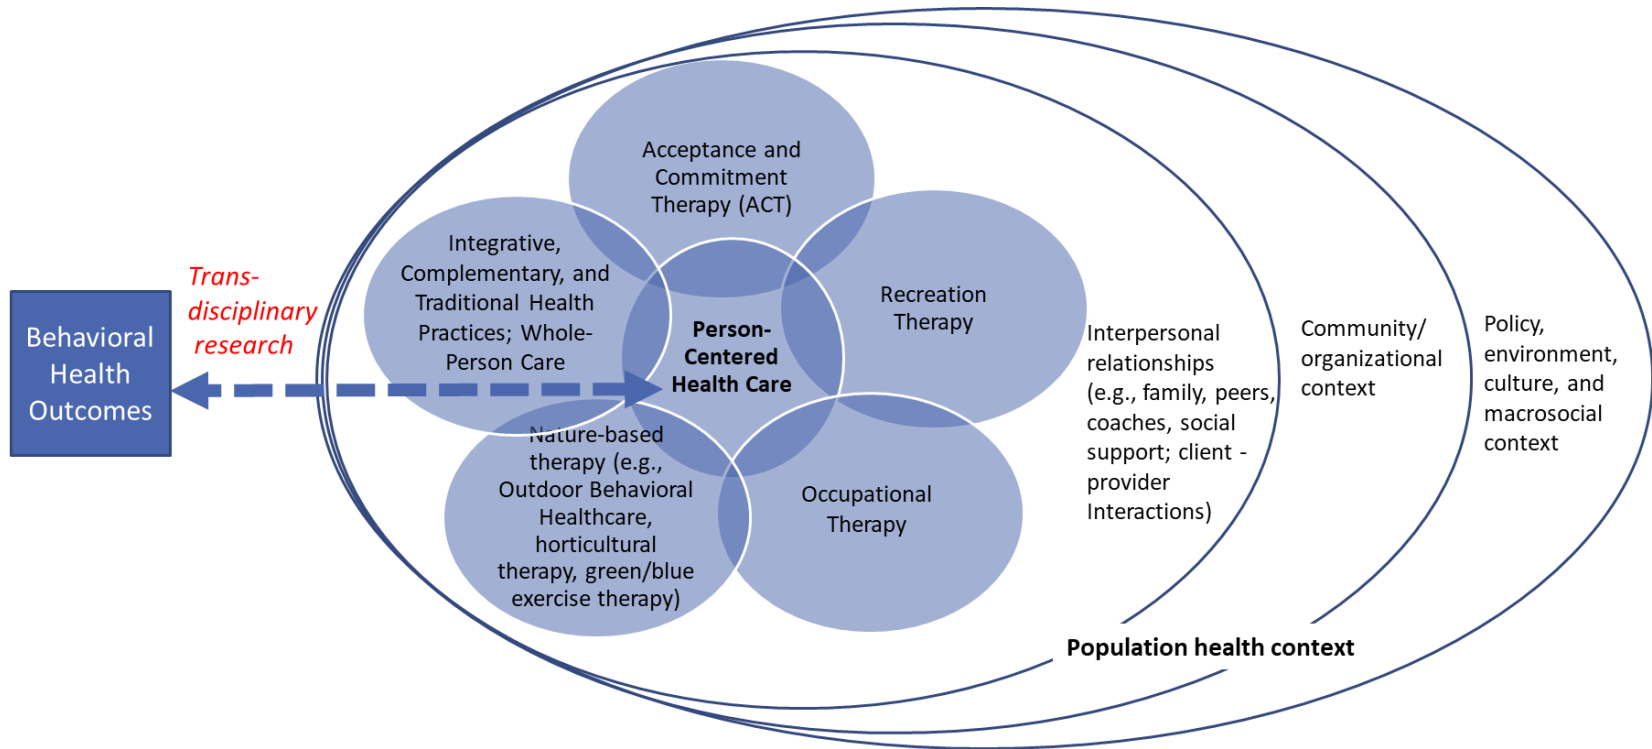 Behavioral
Health
Outcomes
Trans-
disciplinary
research
Acceptance and
Commitment
Therapy (ACT)
Integrative,
Complementary, and
Traditional Health
Practices; Whole-
Person Care
Person-
Centered
Health Care
Recreation
Therapy
Nature-based
therapy (e.g.,
Outdoor Behavioral
Healthcare,
horticultural
therapy, green/blue
exercise therapy)
Occupational
Therapy
Interpersonal
relationships
(e.g., family, peers,
coaches, social
support; client -
provider
Interactions)
Community/
organizational
context
Policy,
environment,
culture, and
macrosocial
context
Population health context